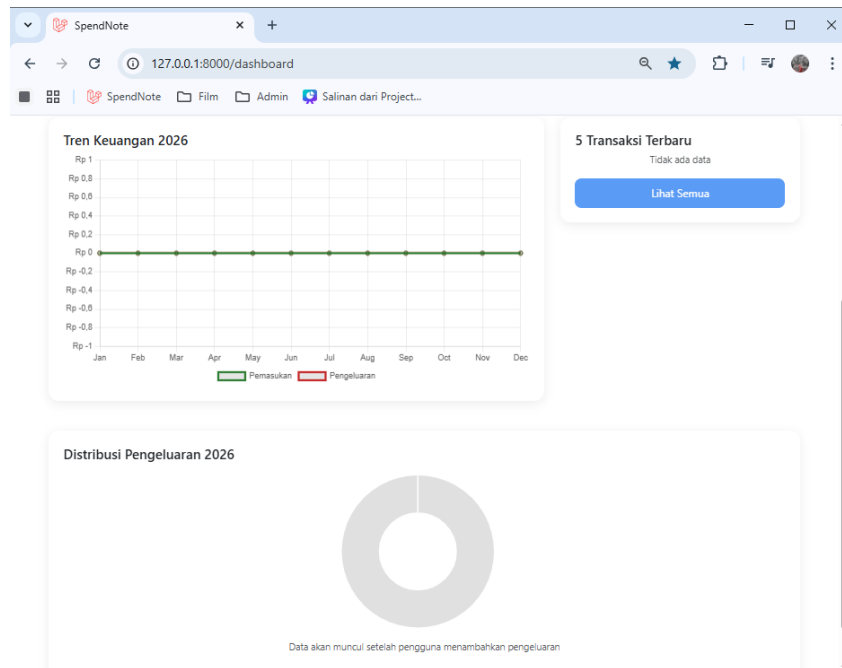 SpendNote
127.0.0.1:8000/dashboard
SpendNote Film Admin Salinan dari Project...
Tren Keuangan 2026
Rp 1
Rp 0,8
Rp 0,6
Rp 0,4
Rp 0,2
Rp 0
Rp -0,2
Rp -0,4
Rp -0,6
Rp -0,8
Rp -1
Jan Feb Mar Apr May Jun Jul Aug Sep Oct Nov Dec
Pemasukan Pengeluaran
5 Transaksi Terbaru
Tidak ada data
Lihat Semua
Distribusi Pengeluaran 2026
Data akan muncul setelah pengguna menambahkan pengeluaran